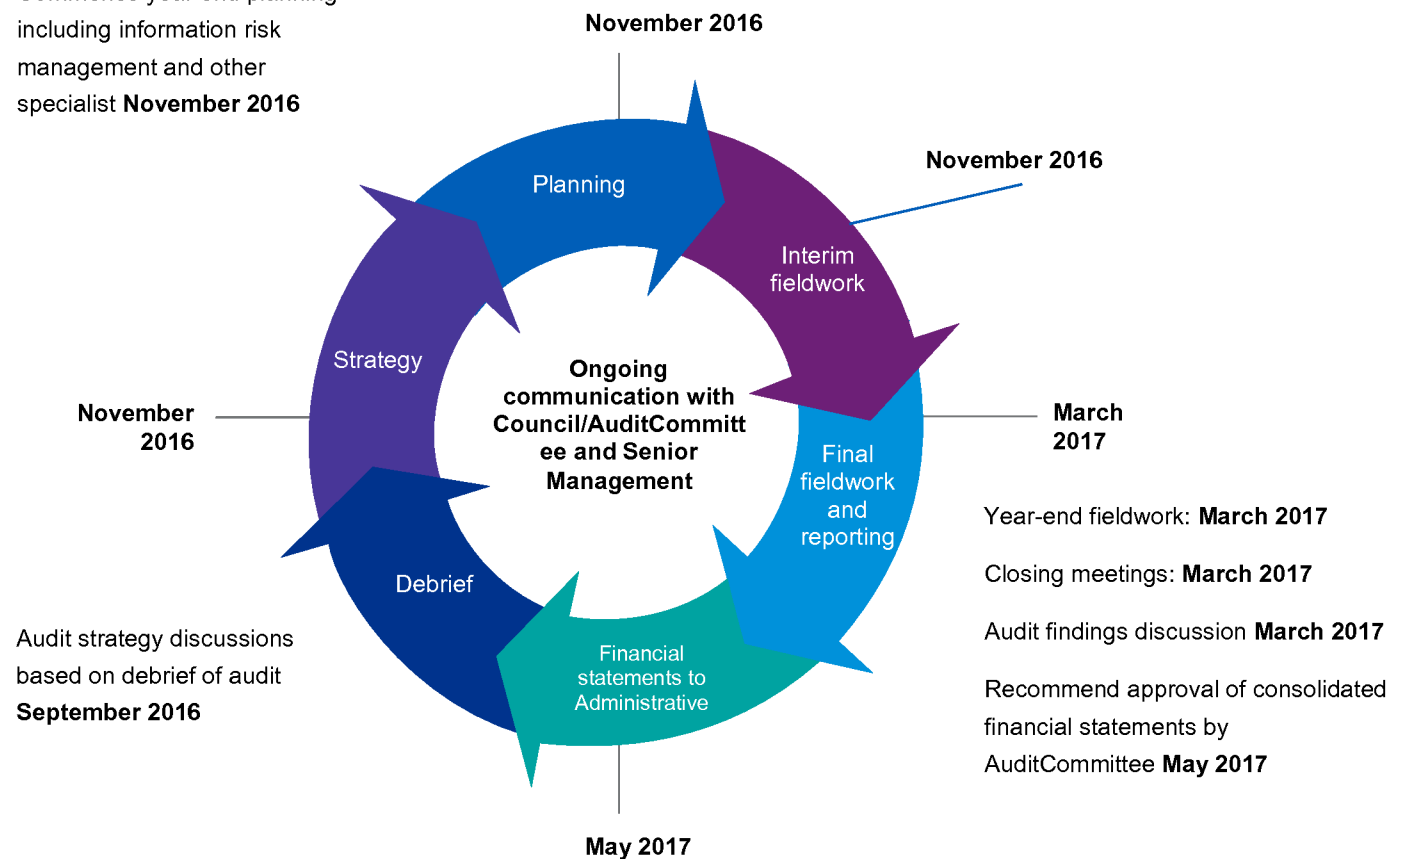 including information risk
management and other
specialist November 2016
November 2016
November 2016
Planning
Interim
fieldwork
Strategy
Ongoing
communication with
Council/AuditCommitt
ee and Senior
Management
November
2016
March
2017
Final
fieldwork
and
reporting
Year-end fieldwork: March 2017
Closing meetings: March 2017
Audit findings discussion March 2017
Recommend approval of consolidated
financial statements by
AuditCommittee May 2017
Debrief
Audit strategy discussions
based on debrief of audit
September 2016
Financial
statements to
Administrative
May 2017